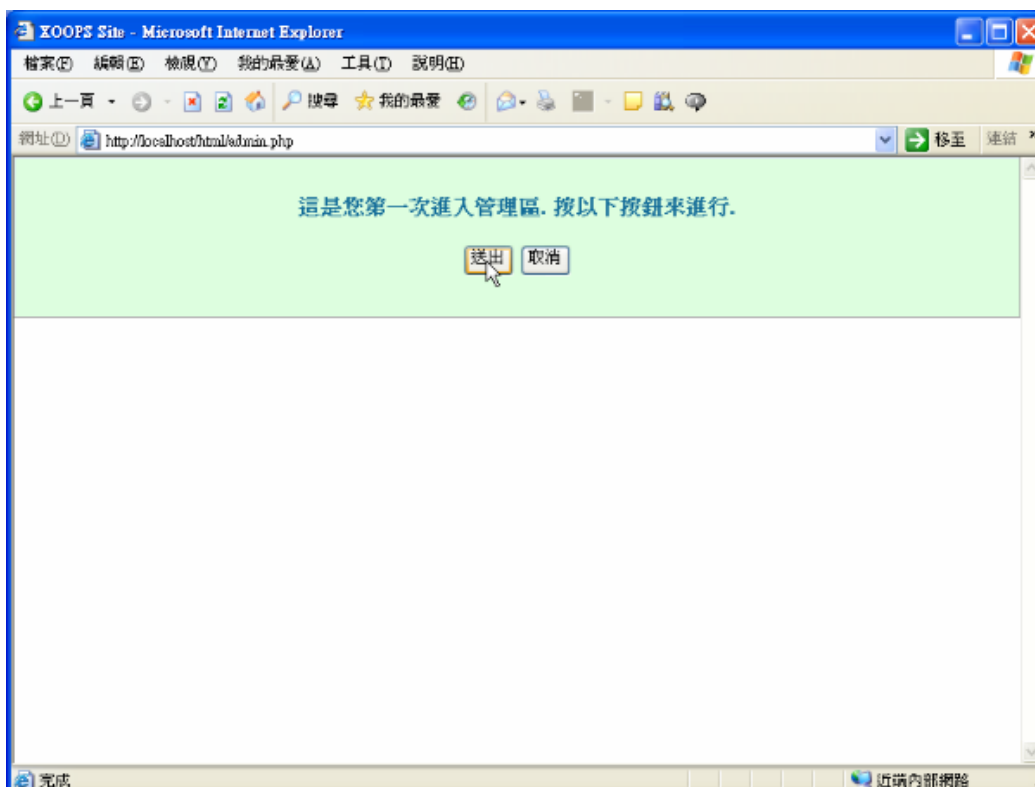 XOOPS Site - Microsoft Internet Explorer
檔案(F) 編輯(E) 檢視(V) 我的最愛(A) 工具(T) 說明(H)
上一頁 搜尋 我的最愛
網址(D) http://localhost/html/admin.php 移至 連結 »
這是您第一次進入管理區. 按以下按鈕來進行.
送出 取消
完成 近端內部網路